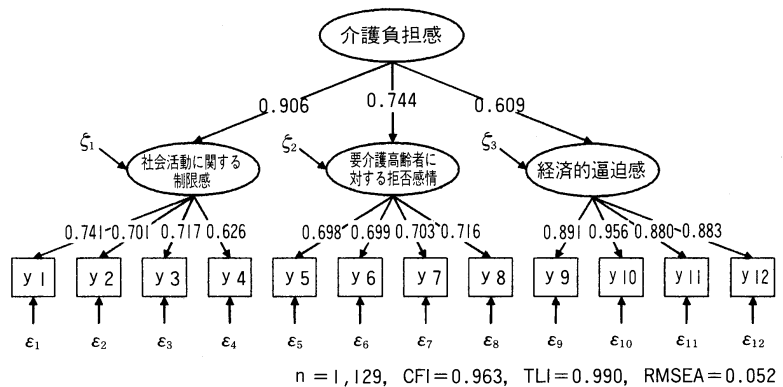 介護負担感
0.906 0.744 0.609
ζ1 ζ2 ζ3
社会活動に関する
制限感
要介護高齢者に
対する拒否感情
経済的逼迫感
0.741 0.701 0.717 0.626 0.698 0.699 0.703 0.716 0.891 0.956 0.880 0.883
y1 y2 y3 y4 y5 y6 y7 y8 y9 y10 y11 y12
ε1 ε2 ε3 ε4 ε5 ε6 ε7 ε8 ε9 ε10 ε11 ε12
n=1,129, CFI=0.963, TLI=0.990, RMSEA=0.052